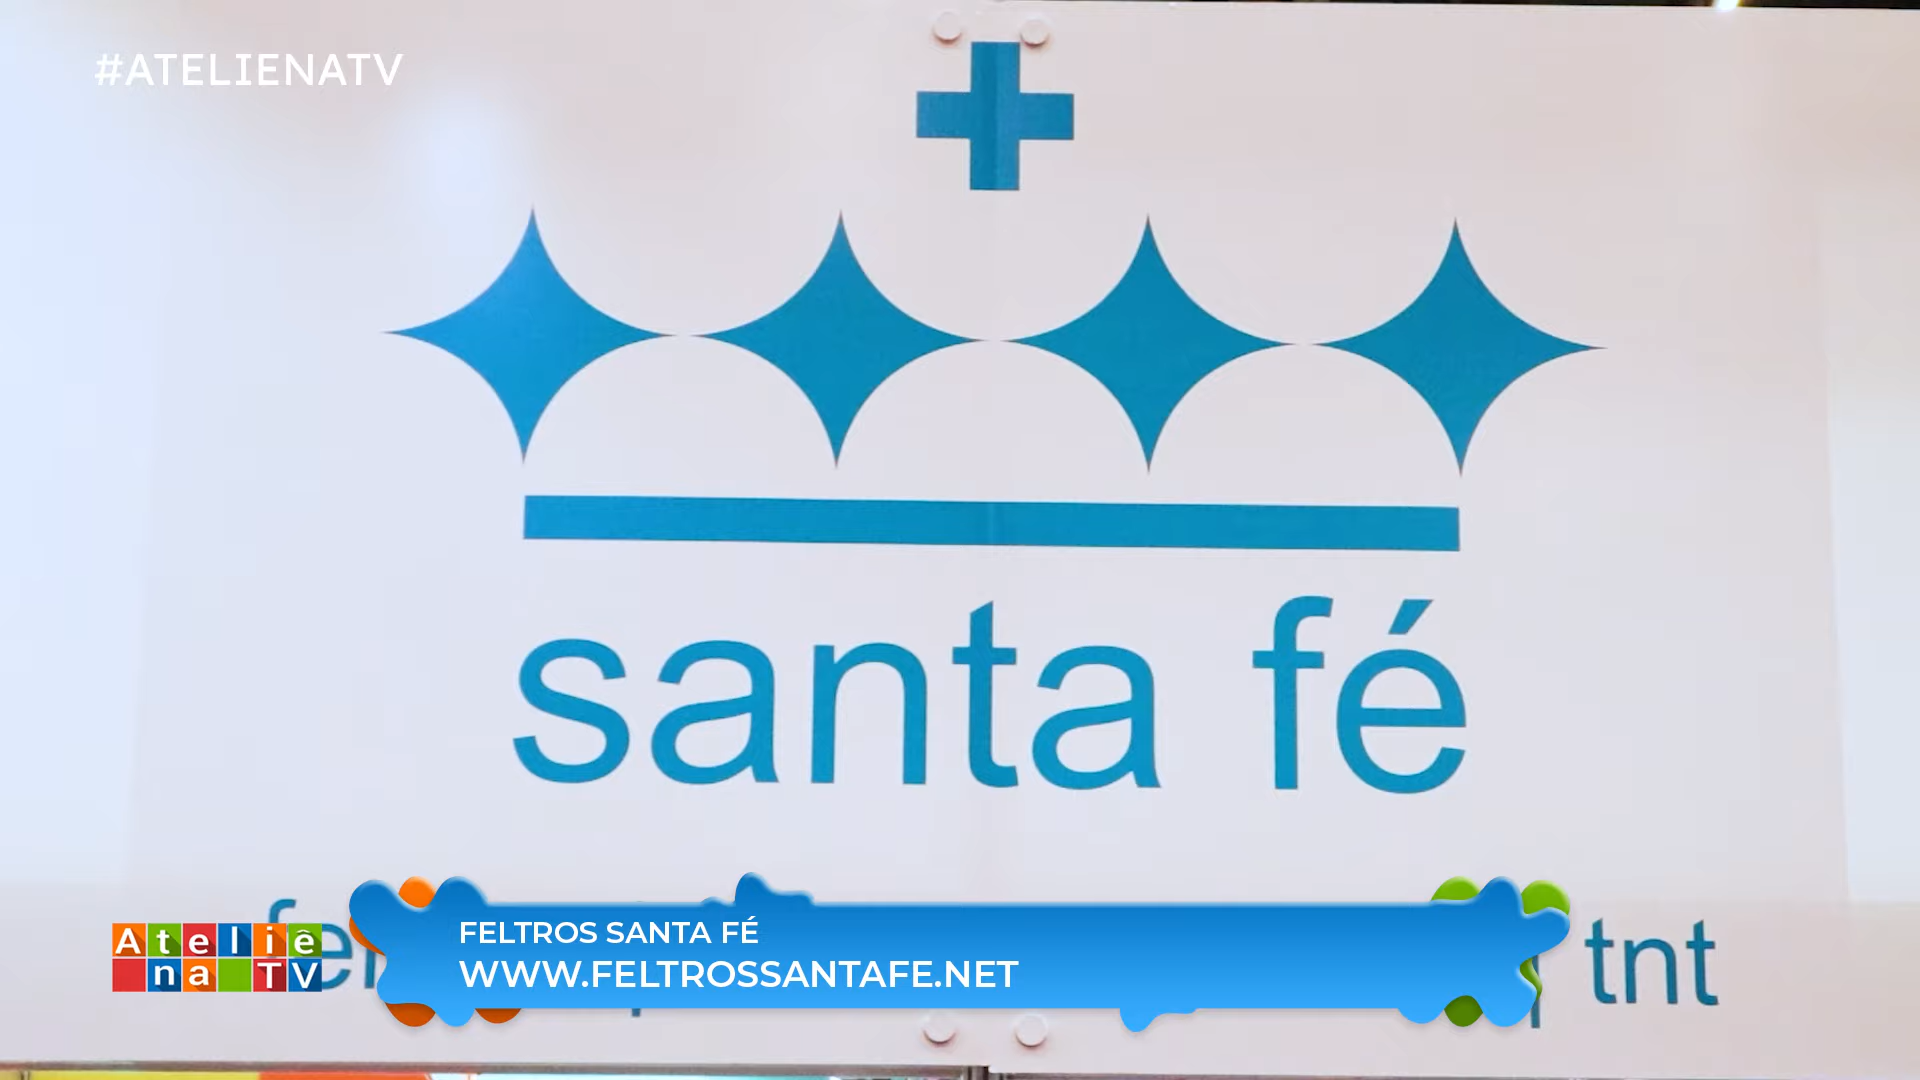 #ATELIENATV
santa fé
tnt
FELTROS SANTA FÉ
WWW.FELTROSSANTAFE.NET
Ateliê
na TV